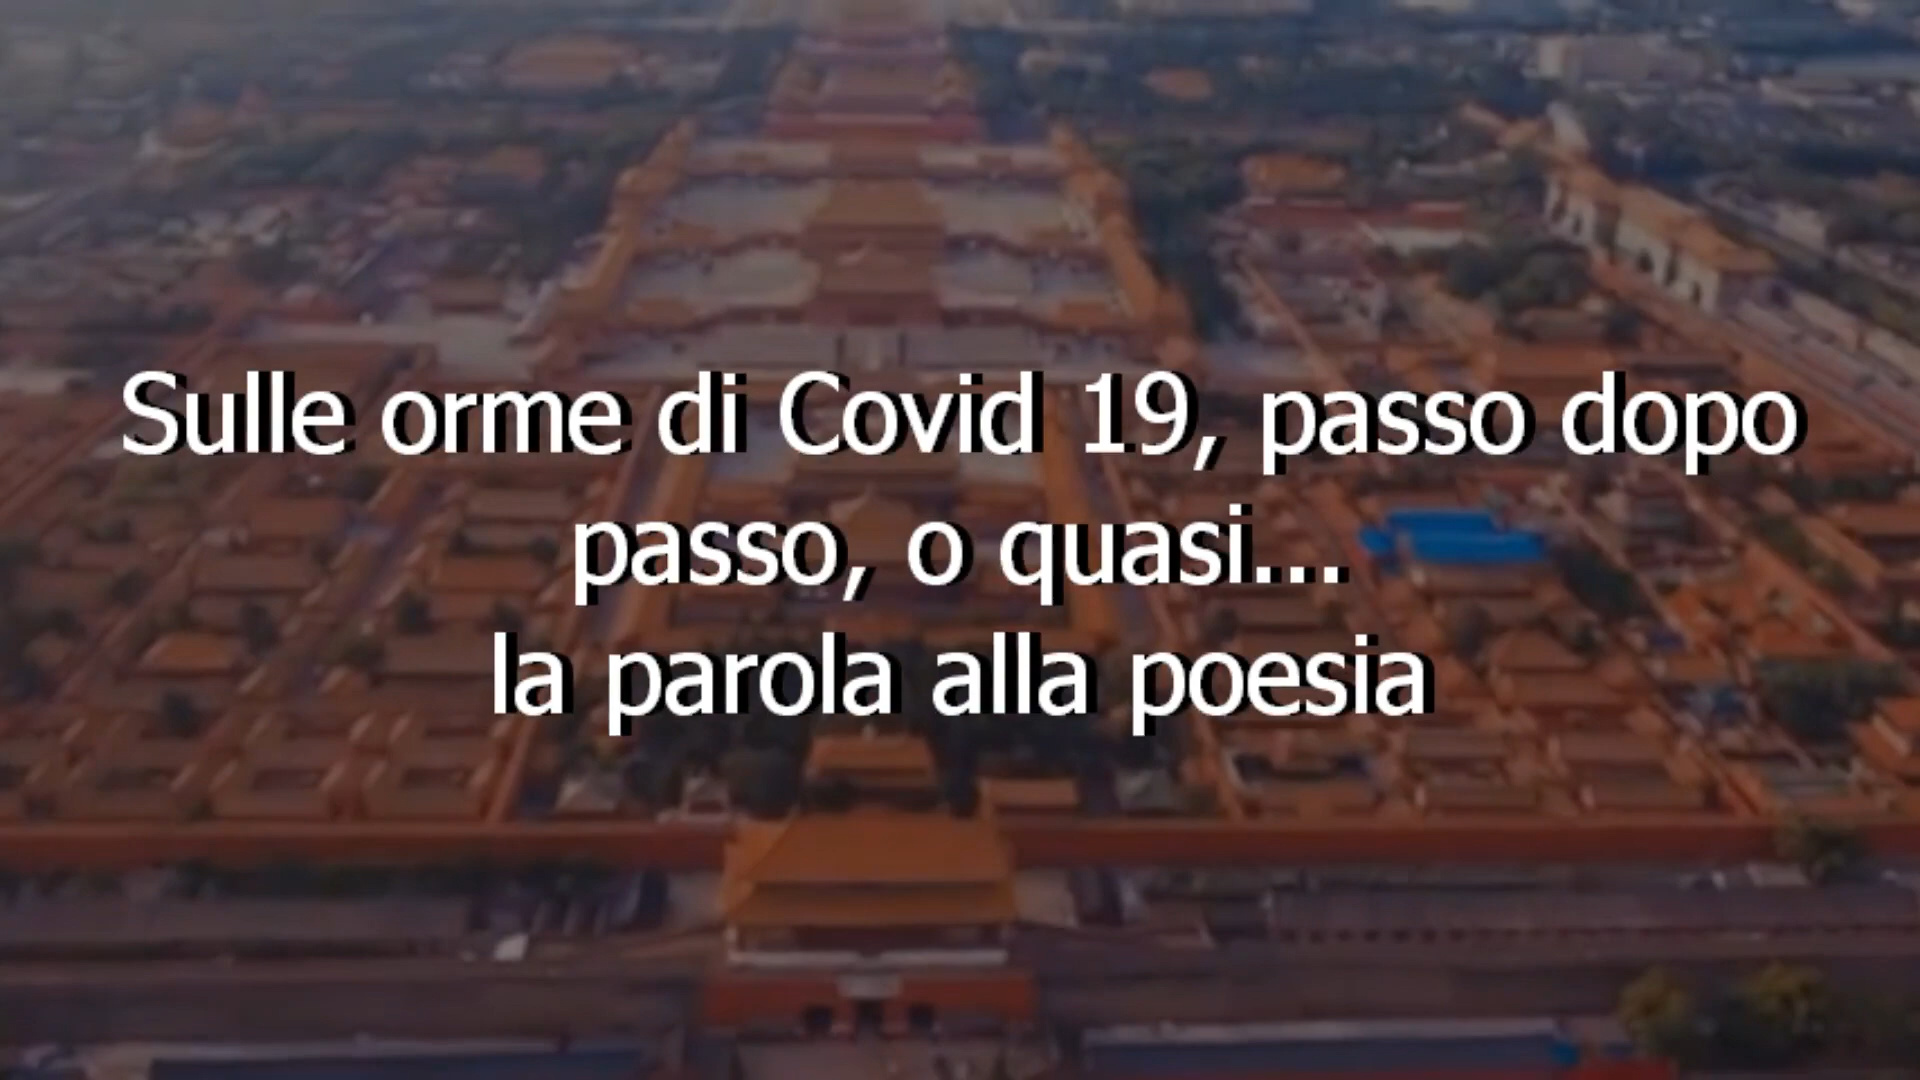 Sulle orme di Covid 19, passo dopo
passo, o quasi...
la parola alla poesia